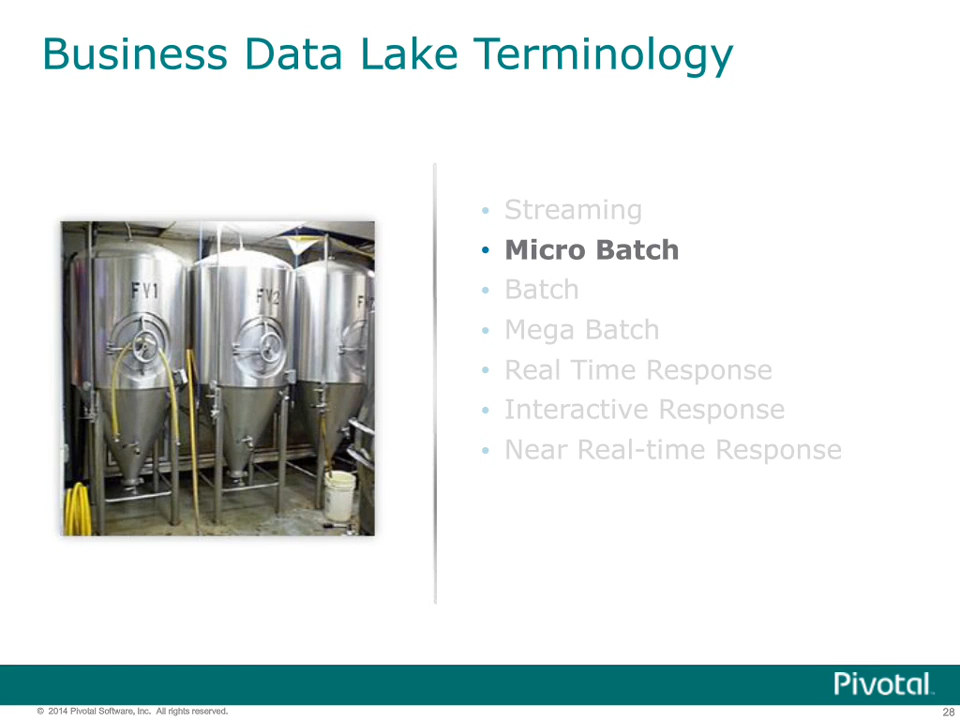 Business Data Lake Terminology
FV1
FV2
• Streaming
• Micro Batch
• Batch
• Mega Batch
• Real Time Response
• Interactive Response
• Near Real-time Response
Pivotal™
© 2014 Pivotal Software, Inc. All rights reserved.
28